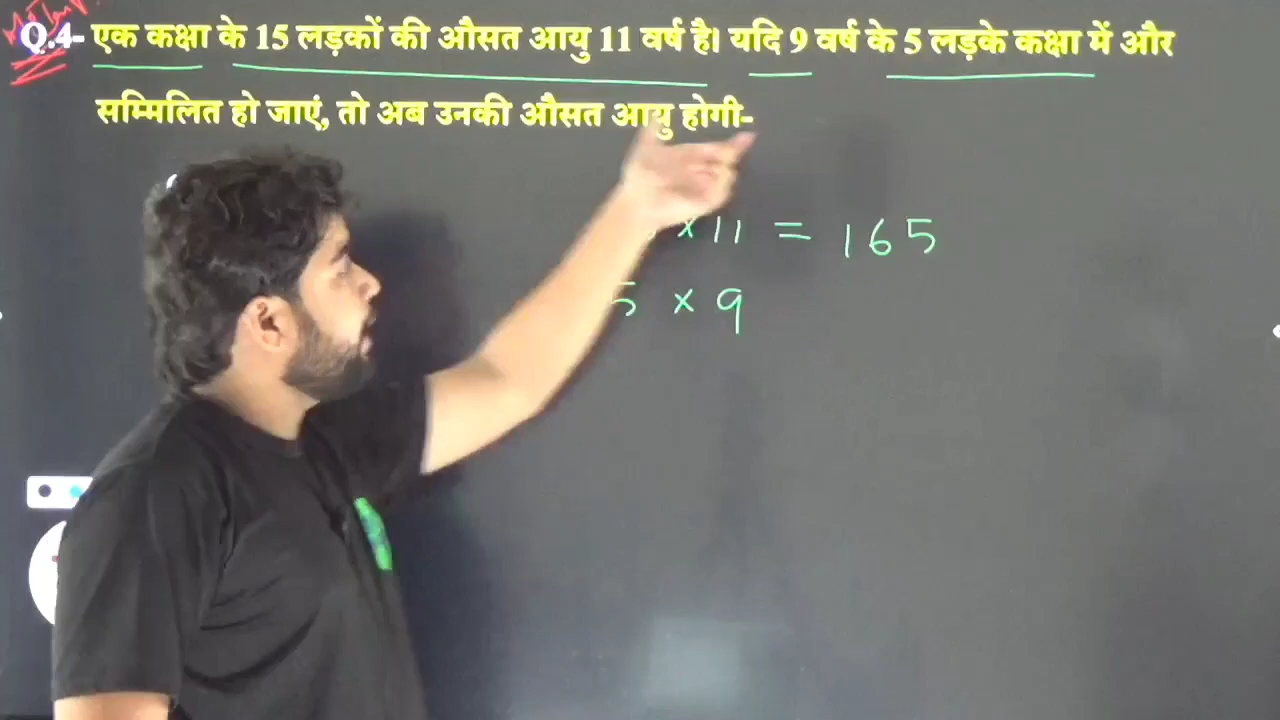 Q.4- एक कक्षा के 15 लड़कों की औसत आयु 11 वर्ष है। यदि 9 वर्ष के 5 लड़के कक्षा में और
सम्मिलित हो जाएं, तो अब उनकी औसत आयु होगी-
× 11 = 165
5 × 9